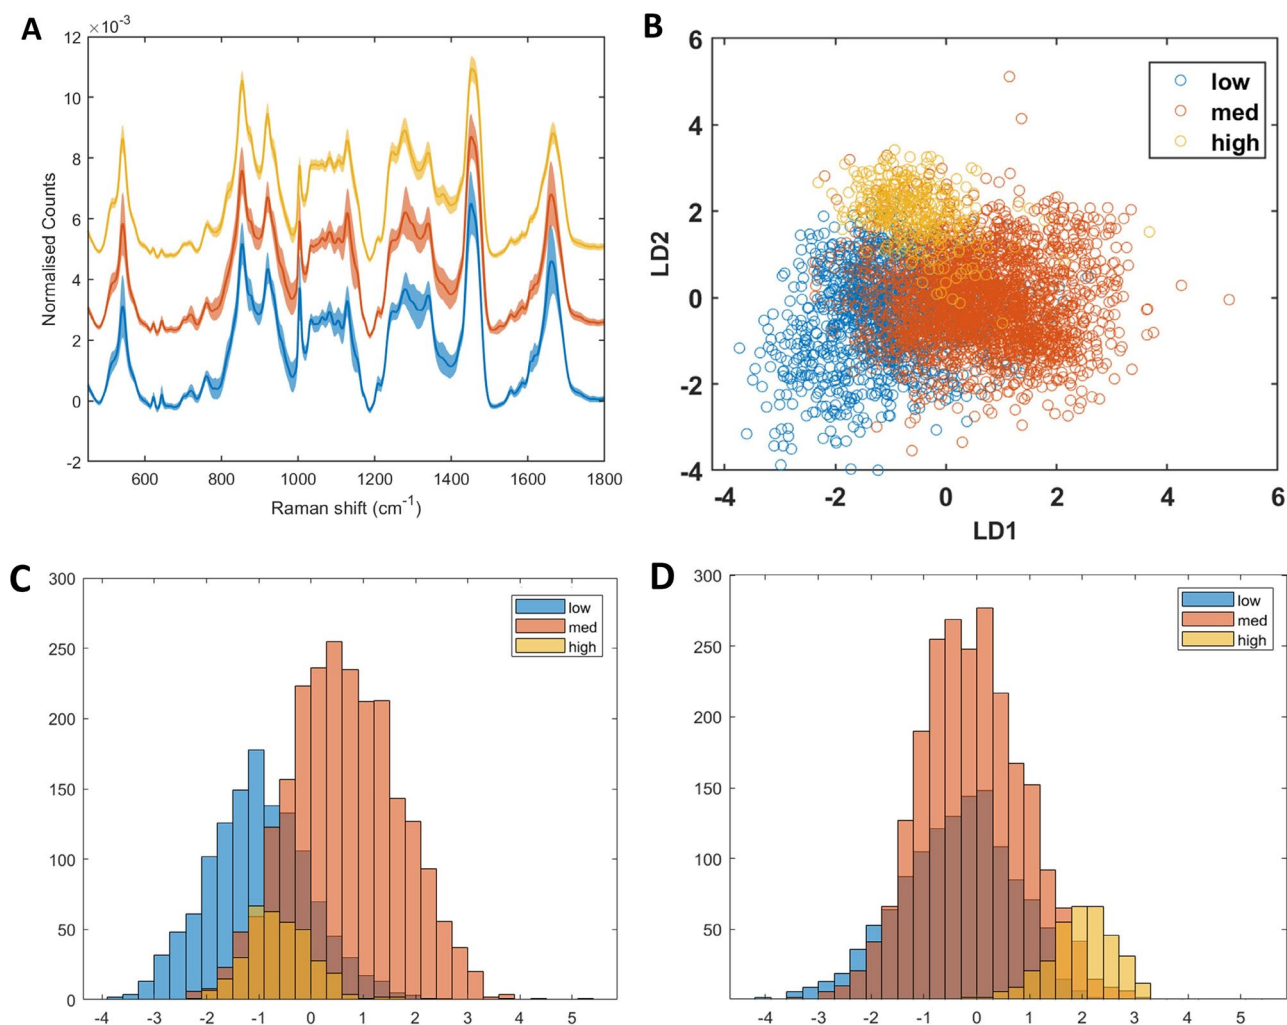 A
×10⁻³
12
10
8
6
4
2
0
-2
Normalised Counts
600 800 1000 1200 1400 1600 1800
Raman shift (cm⁻¹)
B
6
4
2
0
-2
-4
LD2
low
med
high
-4 -2 0 2 4 6
LD1
C
300
250
200
150
100
50
0
low
med
high
-4 -3 -2 -1 0 1 2 3 4 5
D
300
250
200
150
100
50
low
med
high
-4 -3 -2 -1 0 1 2 3 4 5